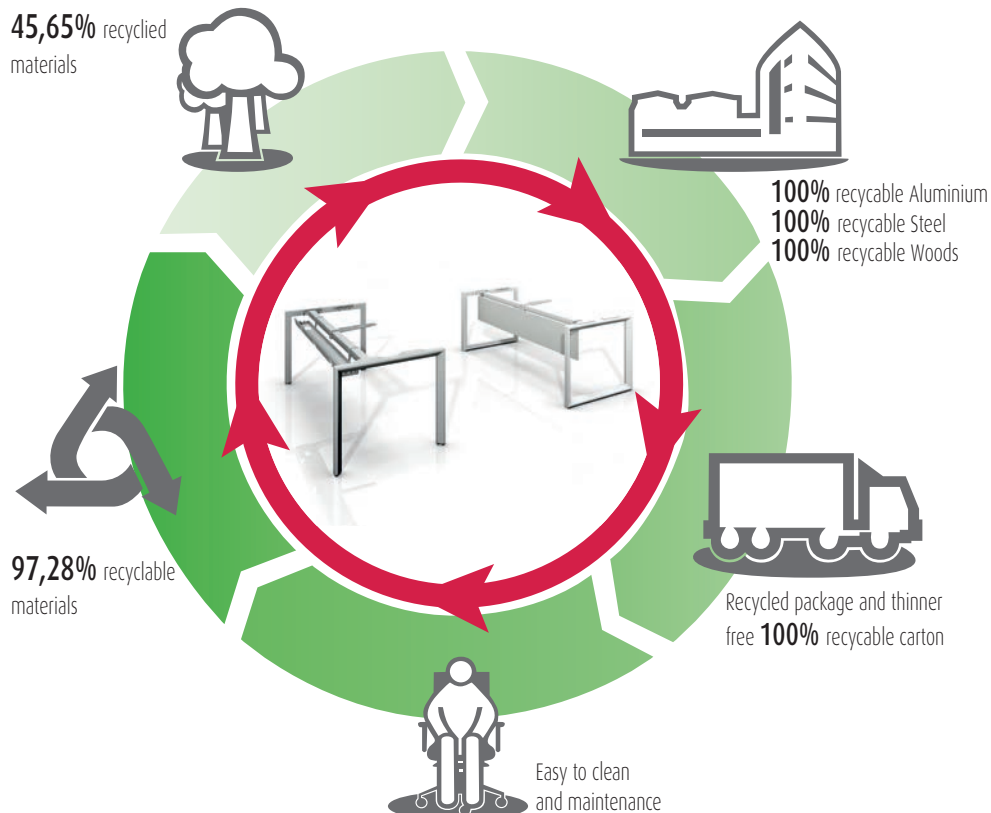 45,65% recyclied
materials
100% recycable Aluminium
100% recycable Steel
100% recycable Woods
Recycled package and thinner
free 100% recycable carton
Easy to clean
and maintenance
97,28% recyclable
materials